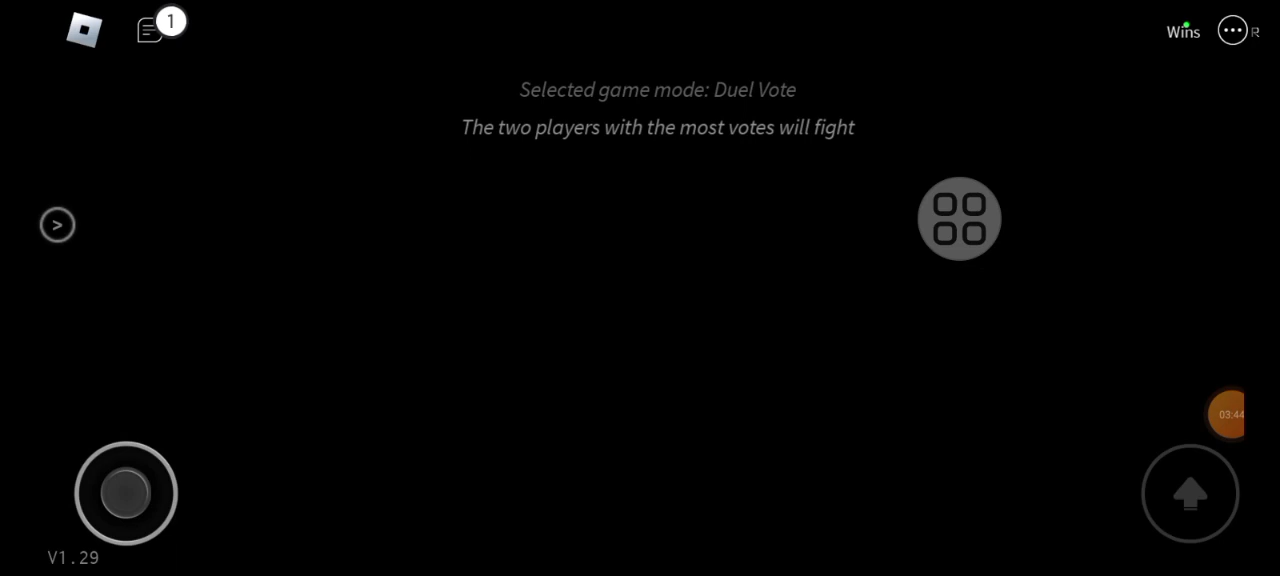 1
Wins
R
Selected game mode: Duel Vote
The two players with the most votes will fight
>
03:44
V1.29